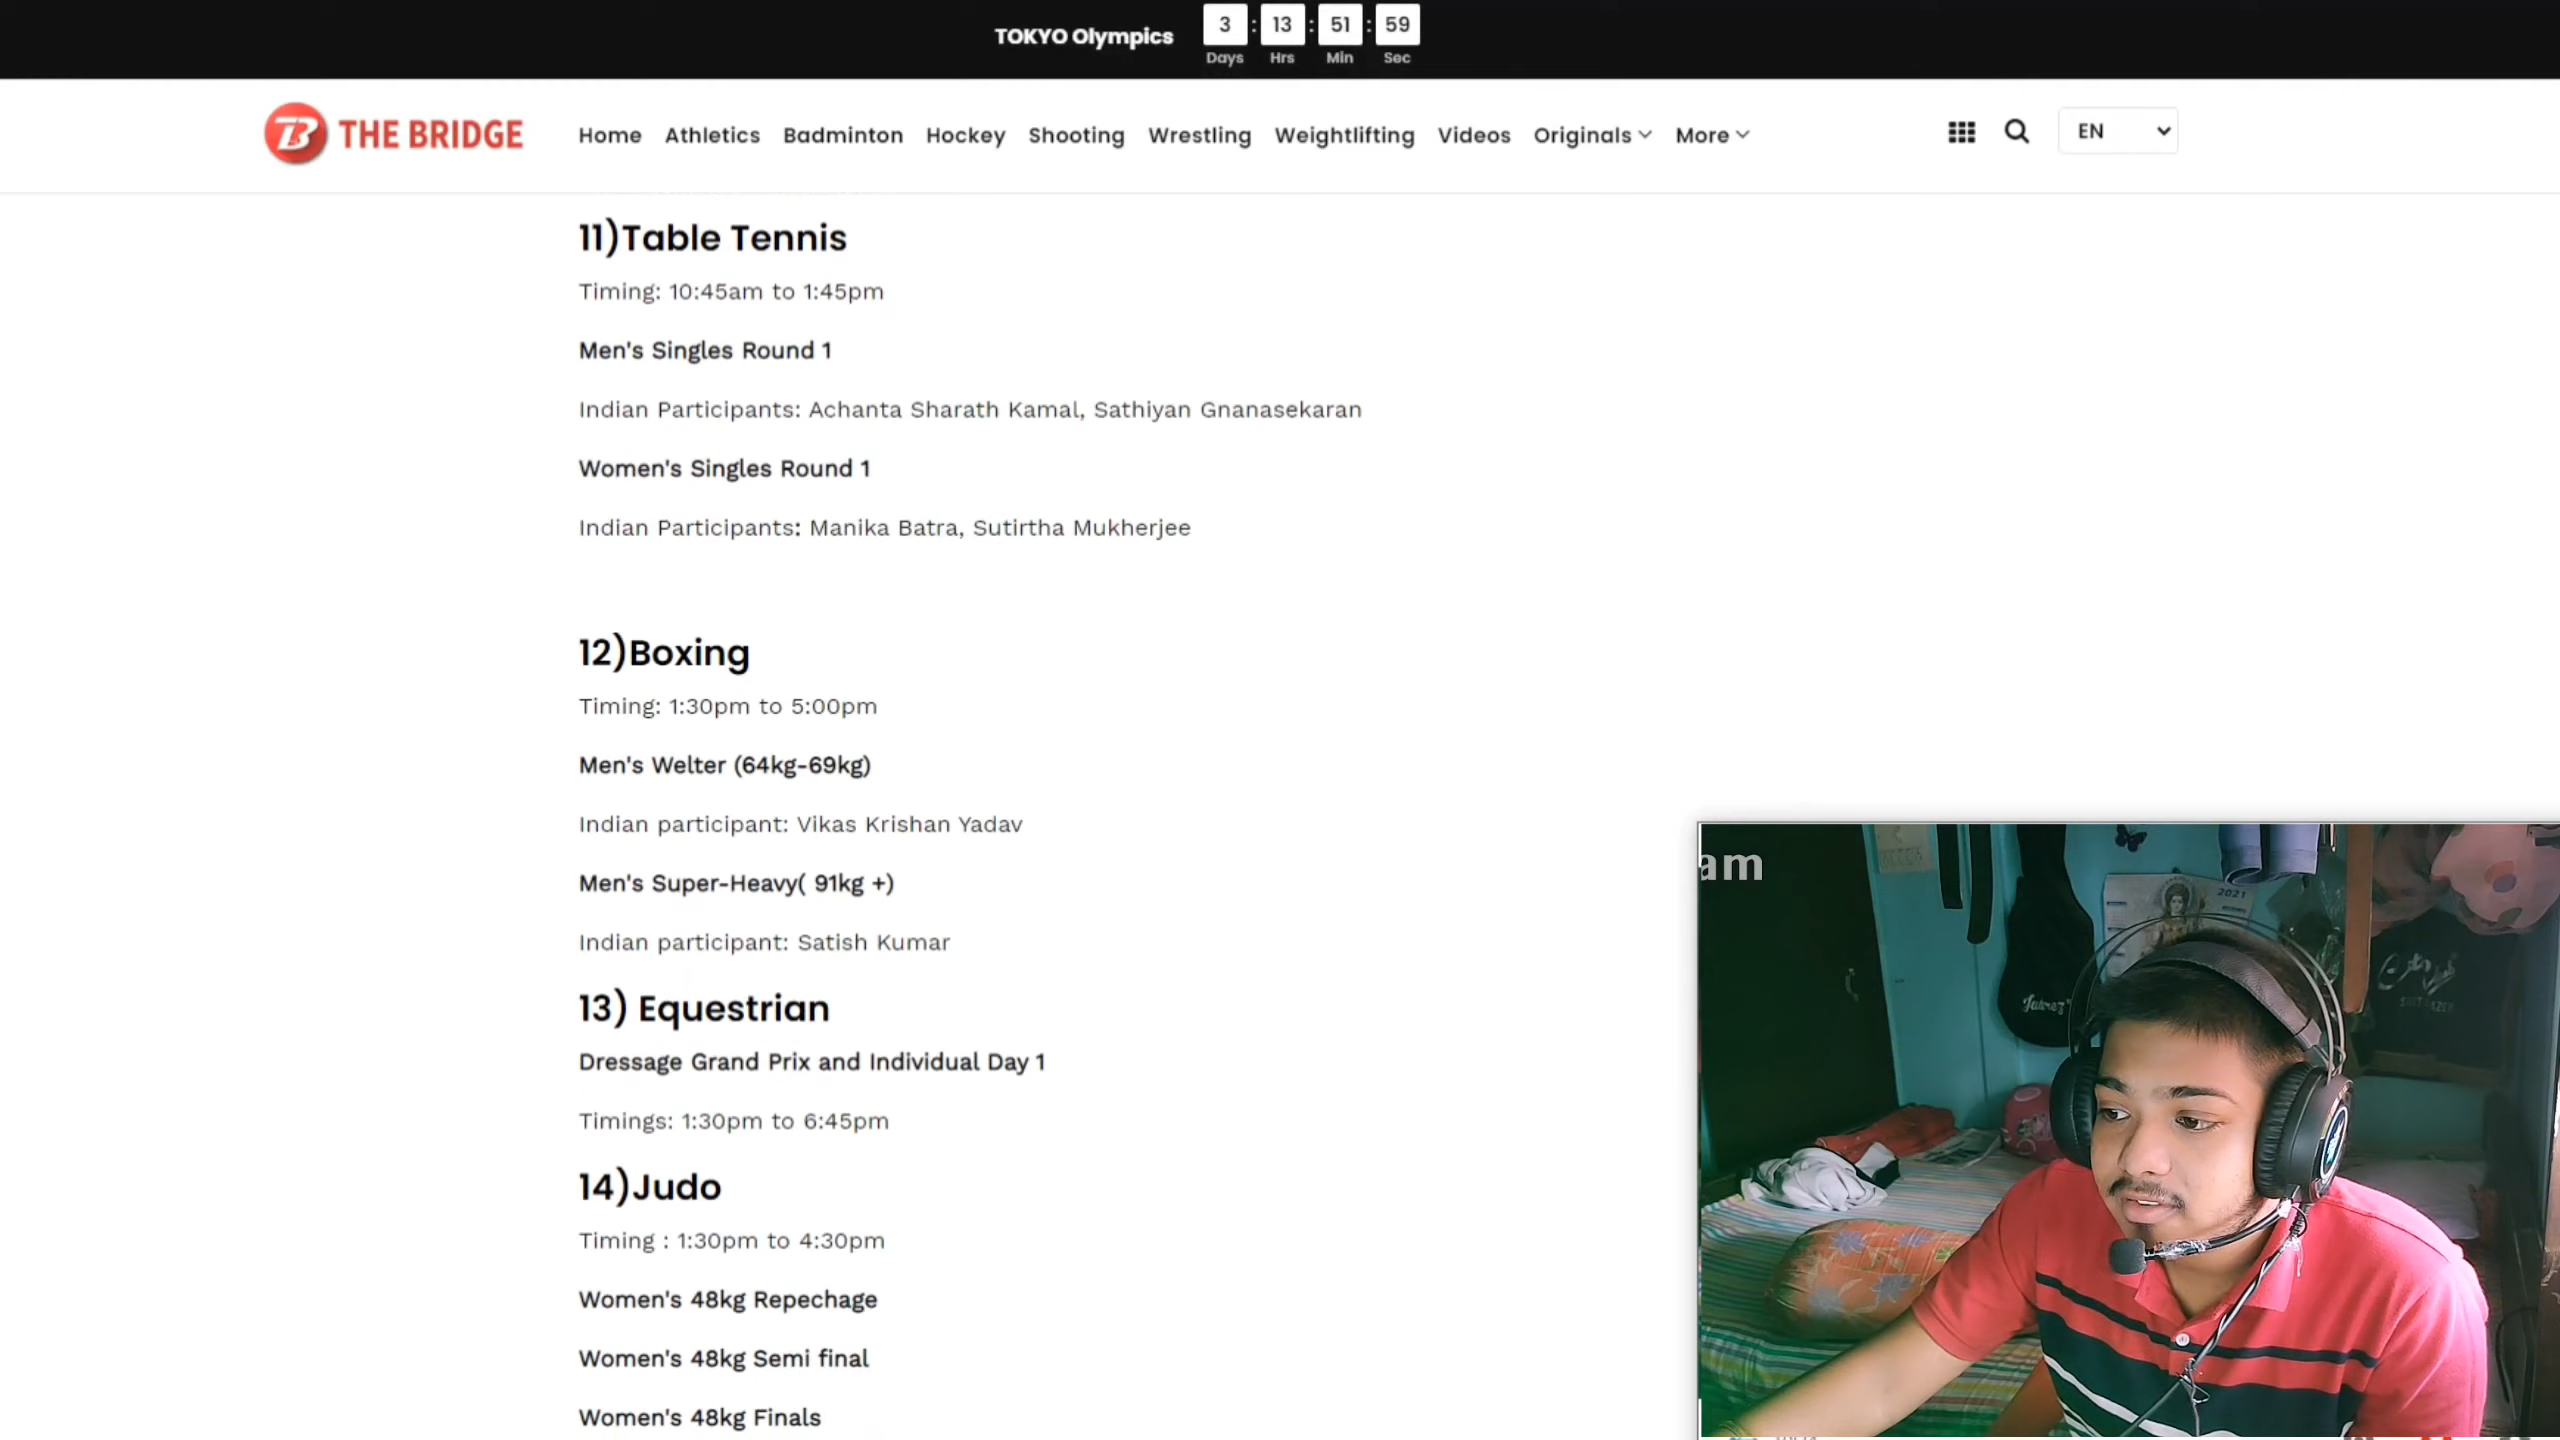 TOKYO Olympics
3 : 13 : 51 : 59
Days Hrs Min Sec
THE BRIDGE
Home Athletics Badminton Hockey Shooting Wrestling Weightlifting Videos Originals More
EN
11)Table Tennis
Timing: 10:45am to 1:45pm
Men's Singles Round 1
Indian Participants: Achanta Sharath Kamal, Sathiyan Gnanasekaran
Women's Singles Round 1
Indian Participants: Manika Batra, Sutirtha Mukherjee
12)Boxing
Timing: 1:30pm to 5:00pm
Men's Welter (64kg-69kg)
Indian participant: Vikas Krishan Yadav
Men's Super-Heavy( 91kg +)
Indian participant: Satish Kumar
13) Equestrian
Dressage Grand Prix and Individual Day 1
Timings: 1:30pm to 6:45pm
14)Judo
Timing : 1:30pm to 4:30pm
Women's 48kg Repechage
Women's 48kg Semi final
Women's 48kg Finals
am
2021